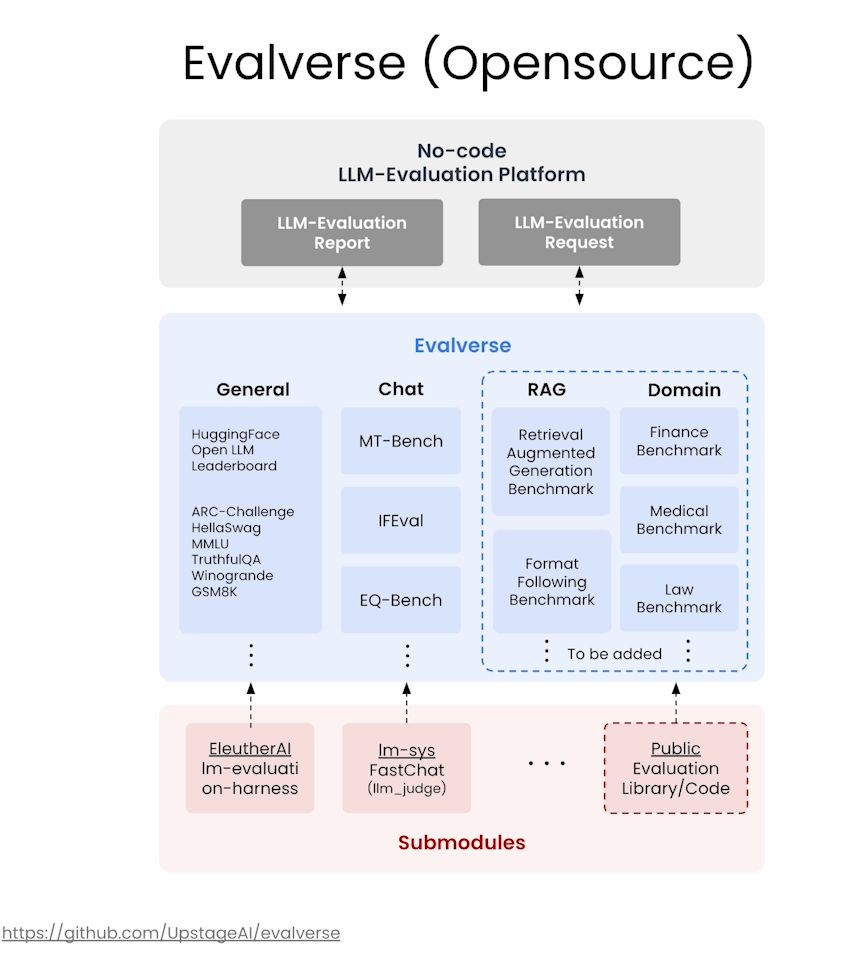 Evalverse (Opensource)
No-code
LLM-Evaluation Platform
LLM-Evaluation
Report
LLM-Evaluation
Request
Evalverse
General
HuggingFace
Open LLM
Leaderboard
ARC-Challenge
HellaSwag
MMLU
TruthfulQA
Winogrande
GSM8K
Chat
MT-Bench
IFEval
EQ-Bench
RAG
Retrieval
Augmented
Generation
Benchmark
Format
Following
Benchmark
Domain
Finance
Benchmark
Medical
Benchmark
Law
Benchmark
To be added
EleutherAI
lm-evaluati
on-harness
lm-sys
FastChat
(llm_judge)
. . .
Public
Evaluation
Library/Code
Submodules
https://github.com/UpstageAI/evalverse